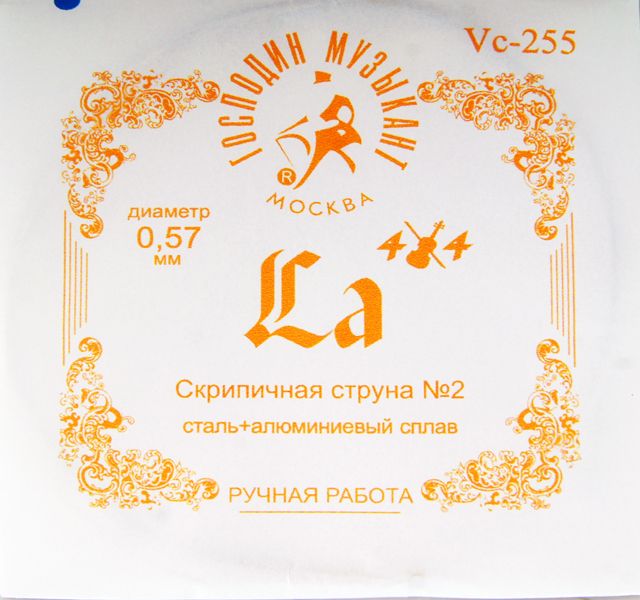 Vc-255
ГОСПОДИН МУЗЫКАНТ
®
МОСКВА
диаметр
0,57
мм
4 4
La
Скрипичная струна №2
сталь+алюминиевый сплав
РУЧНАЯ РАБОТА